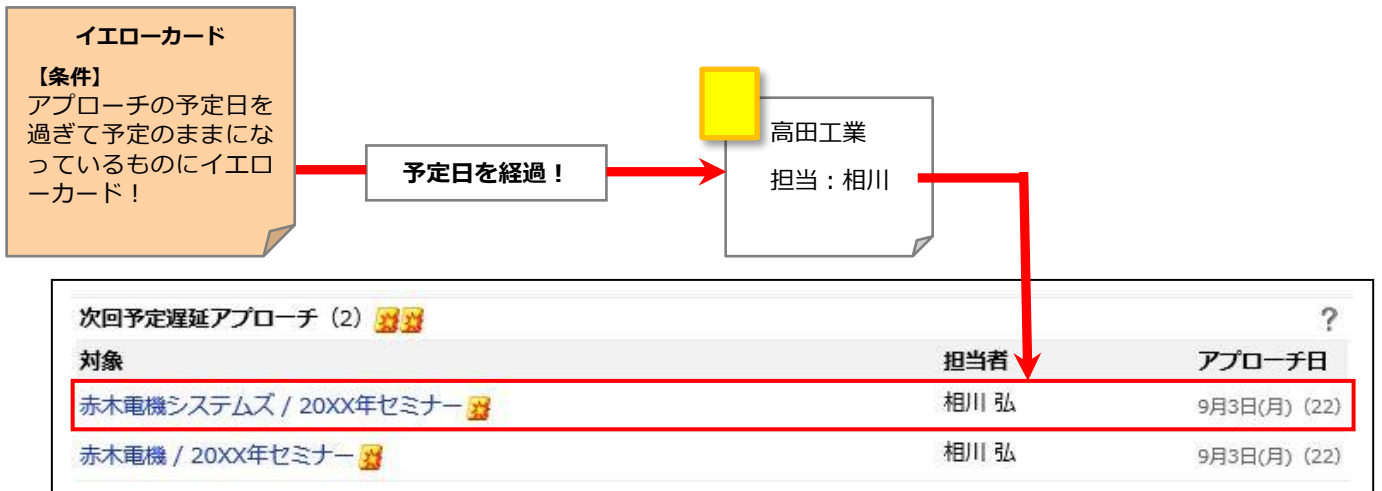 イエローカード
【条件】
アプローチの予定日を
過ぎて予定のままにな
っているものにイエロ
ーカード！
予定日を経過！
高田工業
担当：相川
次回予定遅延アプローチ（2）
?
対象 担当者 アプローチ日
赤木電機システムズ / 20XX年セミナー 相川 弘 9月3日(月)（22）
赤木電機 / 20XX年セミナー 相川 弘 9月3日(月)（22）